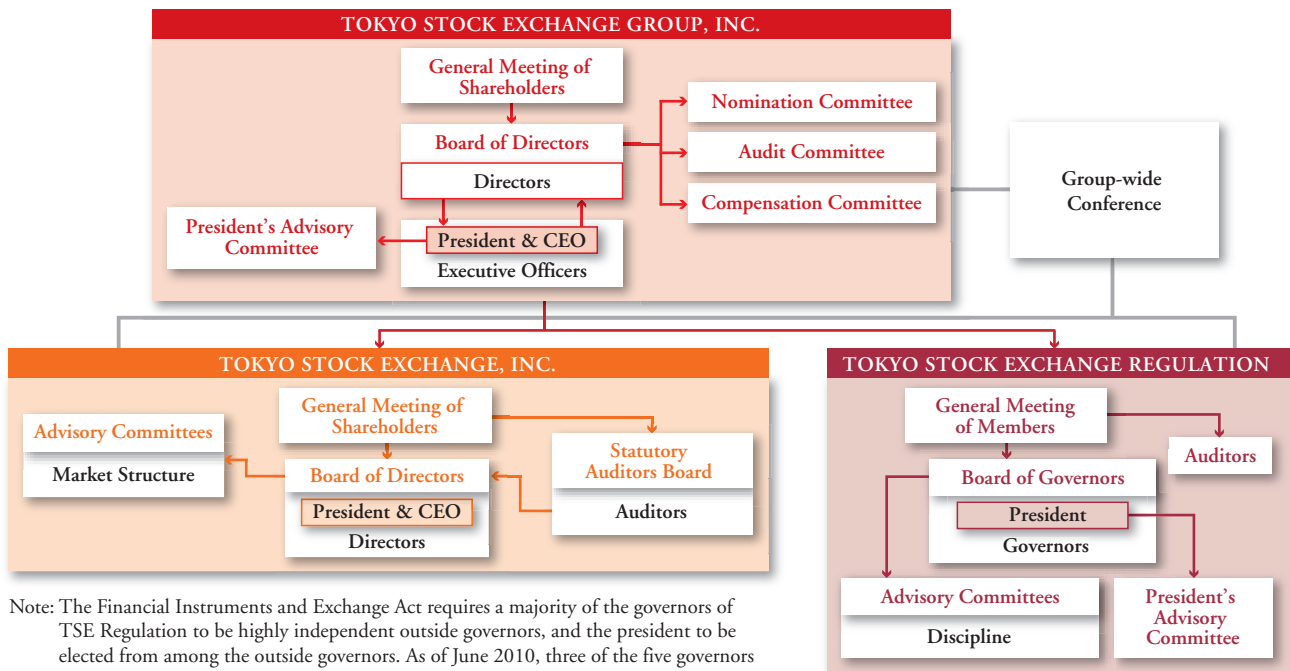 TOKYO STOCK EXCHANGE GROUP, INC.
General Meeting of
Shareholders
Board of Directors
Directors
President & CEO
Executive Officers
President's Advisory
Committee
Nomination Committee
Audit Committee
Compensation Committee
Group-wide
Conference
TOKYO STOCK EXCHANGE, INC.
Advisory Committees
Market Structure
General Meeting of
Shareholders
Board of Directors
President & CEO
Directors
Statutory
Auditors Board
Auditors
TOKYO STOCK EXCHANGE REGULATION
General Meeting
of Members
Auditors
Board of Governors
President
Governors
Advisory Committees
Discipline
President's
Advisory
Committee
Note: The Financial Instruments and Exchange Act requires a majority of the governors of
TSE Regulation to be highly independent outside governors, and the president to be
elected from among the outside governors. As of June 2010, three of the five governors